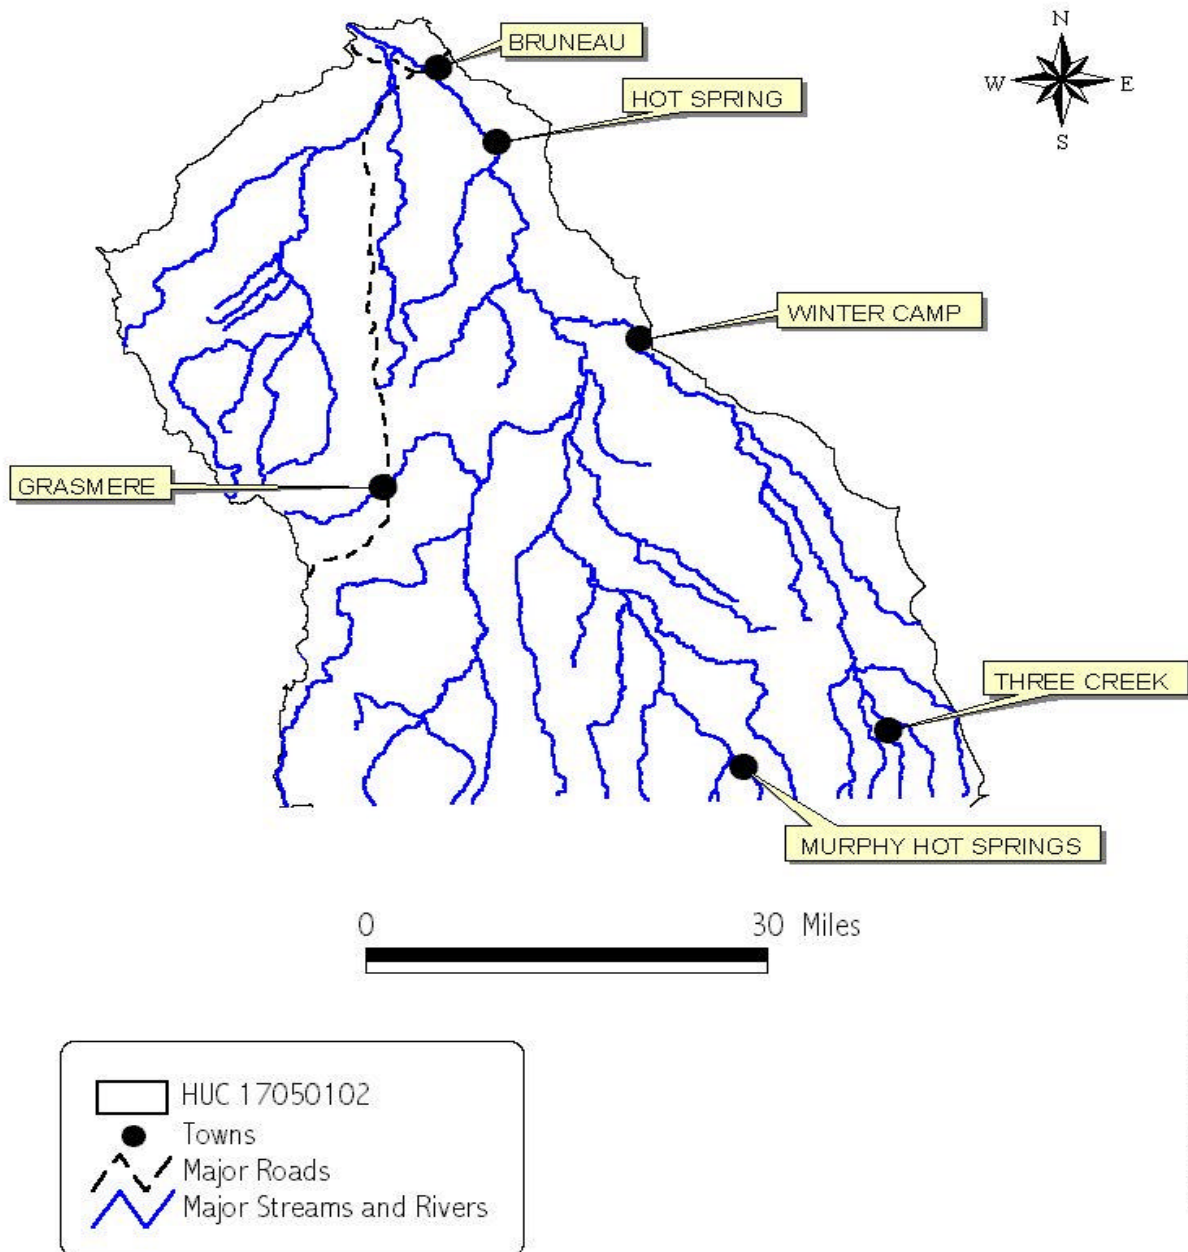 N
BRUNEAU
W E
HOT SPRING
S
WINTER CAMP
GRASMERE
THREE CREEK
MURPHY HOT SPRINGS
0 30 Miles
HUC 17050102
Towns
Major Roads
Major Streams and Rivers